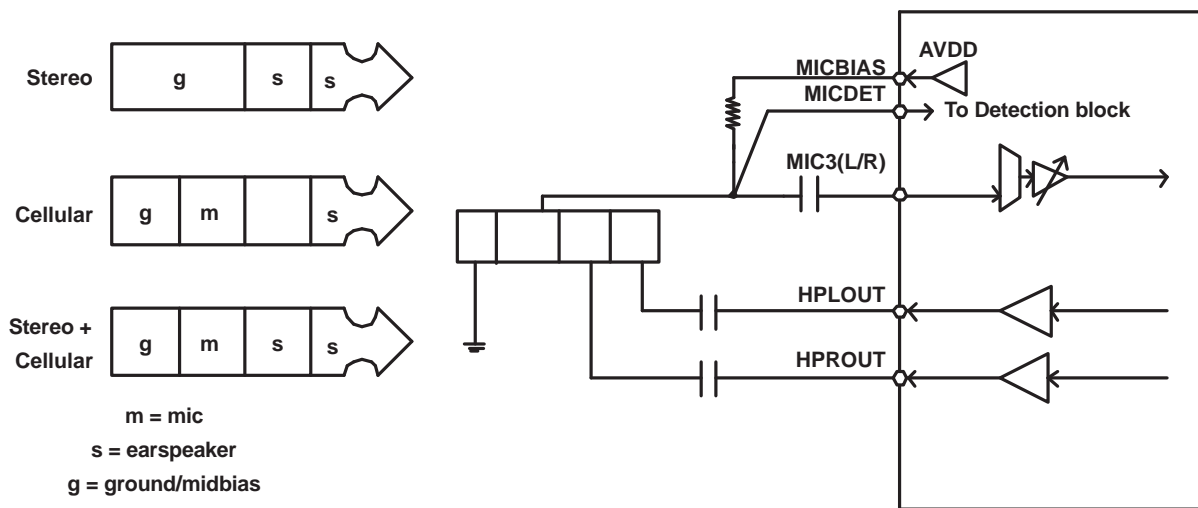 Stereo
g
s
s
Cellular
g
m
s
Stereo +
Cellular
g
m
s
s
m = mic
s = earspeaker
g = ground/midbias
AVDD
MICBIAS
MICDET
To Detection block
MIC3(L/R)
HPLOUT
HPROUT